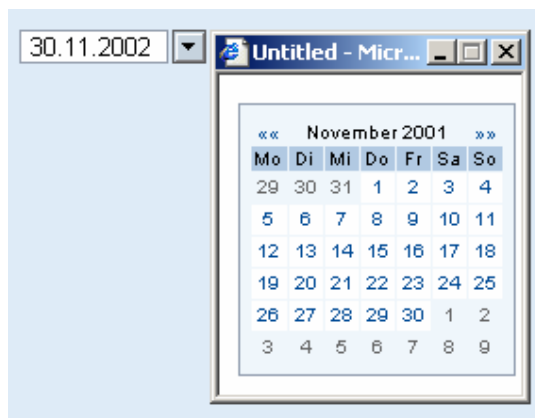 30.11.2002
Untitled - Micr...
«« November 2001 »»
Mo Di Mi Do Fr Sa So
29 30 31 1 2 3 4
5 6 7 8 9 10 11
12 13 14 15 16 17 18
19 20 21 22 23 24 25
26 27 28 29 30 1 2
3 4 5 6 7 8 9